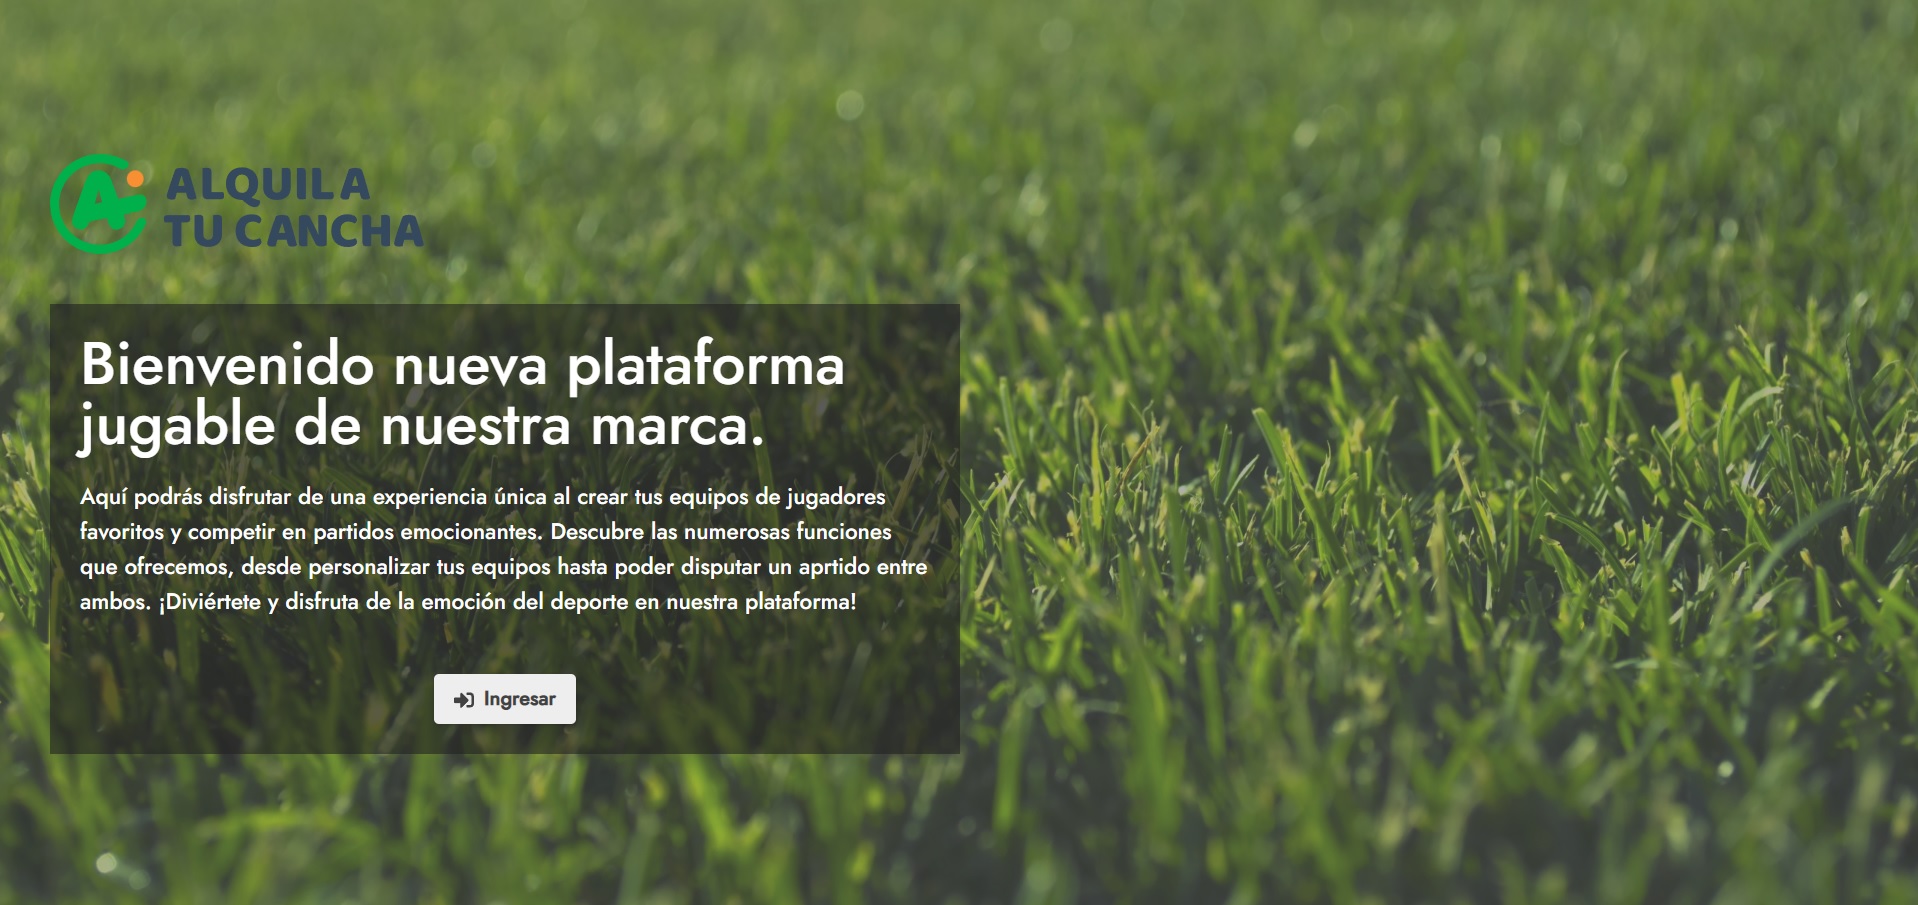 ALQUILA
TU CANCHA
Bienvenido nueva plataforma
jugable de nuestra marca.
Aquí podrás disfrutar de una experiencia única al crear tus equipos de jugadores
favoritos y competir en partidos emocionantes. Descubre las numerosas funciones
que ofrecemos, desde personalizar tus equipos hasta poder disputar un aprtido entre
ambos. ¡Diviértete y disfruta de la emoción del deporte en nuestra plataforma!
Ingresar